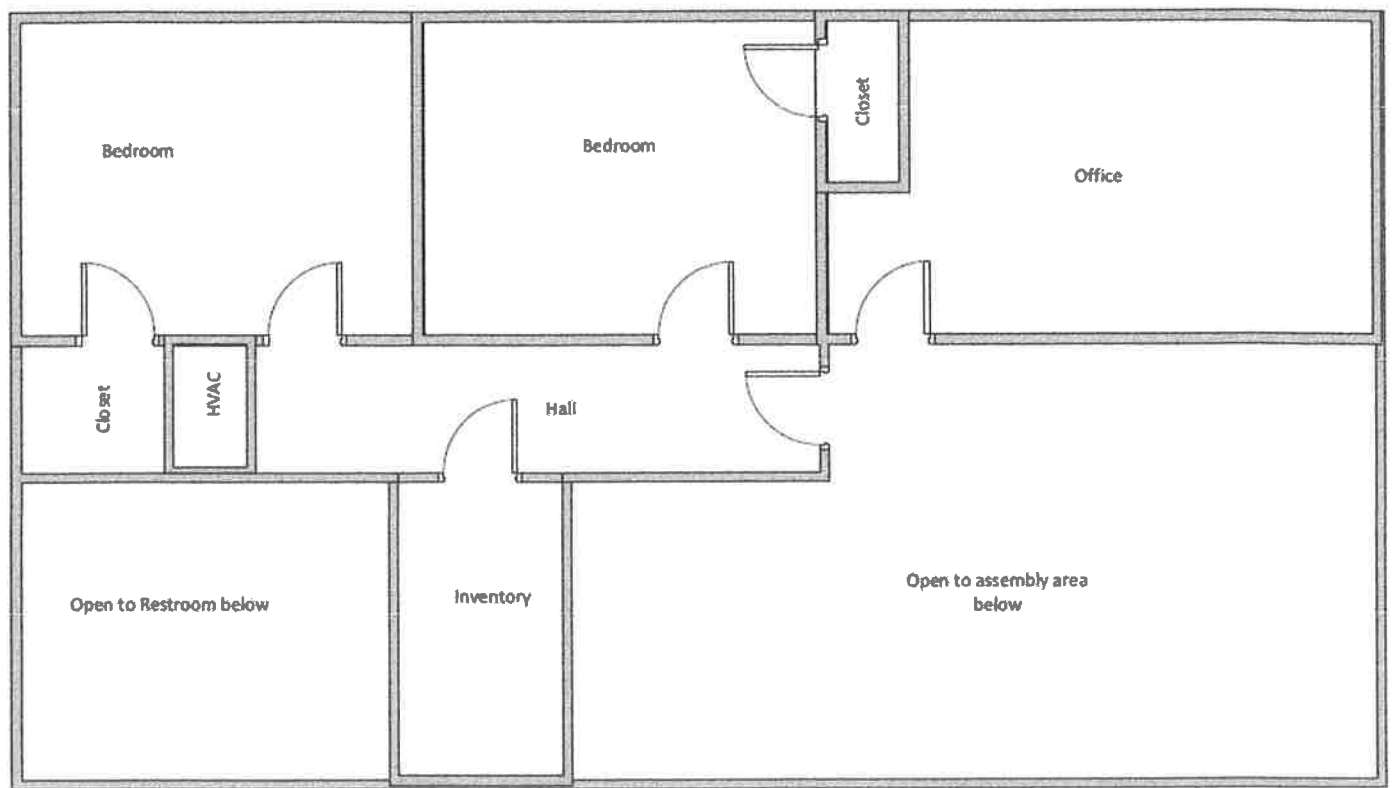 Bedroom
Bedroom
Closet
Office
Closet
HVAC
Hall
Open to Restroom below
Inventory
Open to assembly area
below